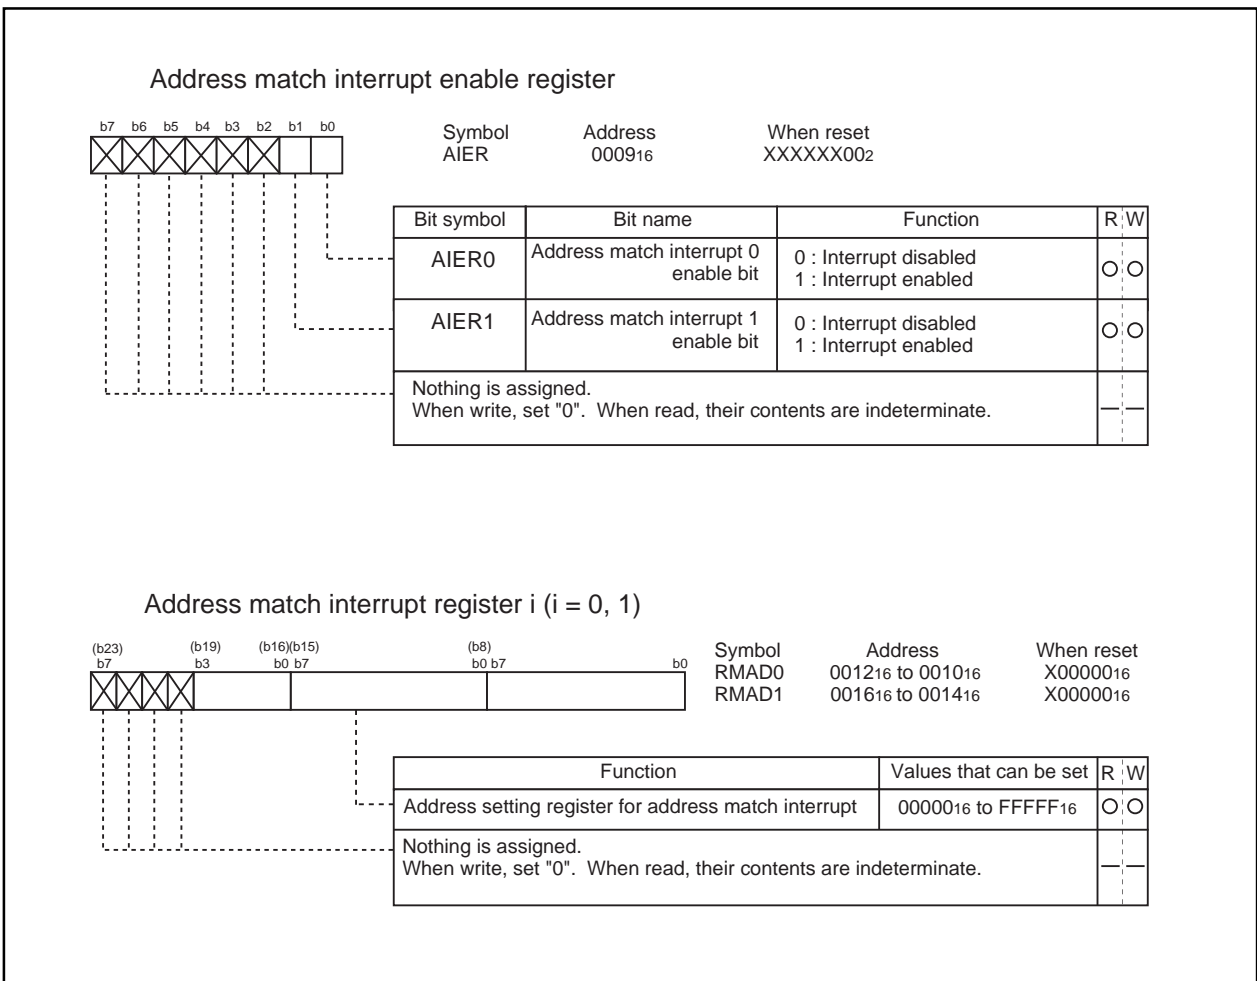 Address match interrupt enable register
b7 b6 b5 b4 b3 b2 b1 b0
Symbol Address When reset
AIER 000916 XXXXXX002
Bit symbol Bit name Function R W
AIER0 Address match interrupt 0 enable bit 0 : Interrupt disabled
1 : Interrupt enabled
AIER1 Address match interrupt 1 enable bit 0 : Interrupt disabled
1 : Interrupt enabled
Nothing is assigned.
When write, set "0". When read, their contents are indeterminate.
Address match interrupt register i (i = 0, 1)
(b23) (b19) (b16)(b15) (b8)
b7 b3 b0 b7 b0 b7 b0
Symbol Address When reset
RMAD0 001216 to 001016 X0000016
RMAD1 001616 to 001416 X0000016
Function Values that can be set R W
Address setting register for address match interrupt 0000016 to FFFFF16
Nothing is assigned.
When write, set "0". When read, their contents are indeterminate.